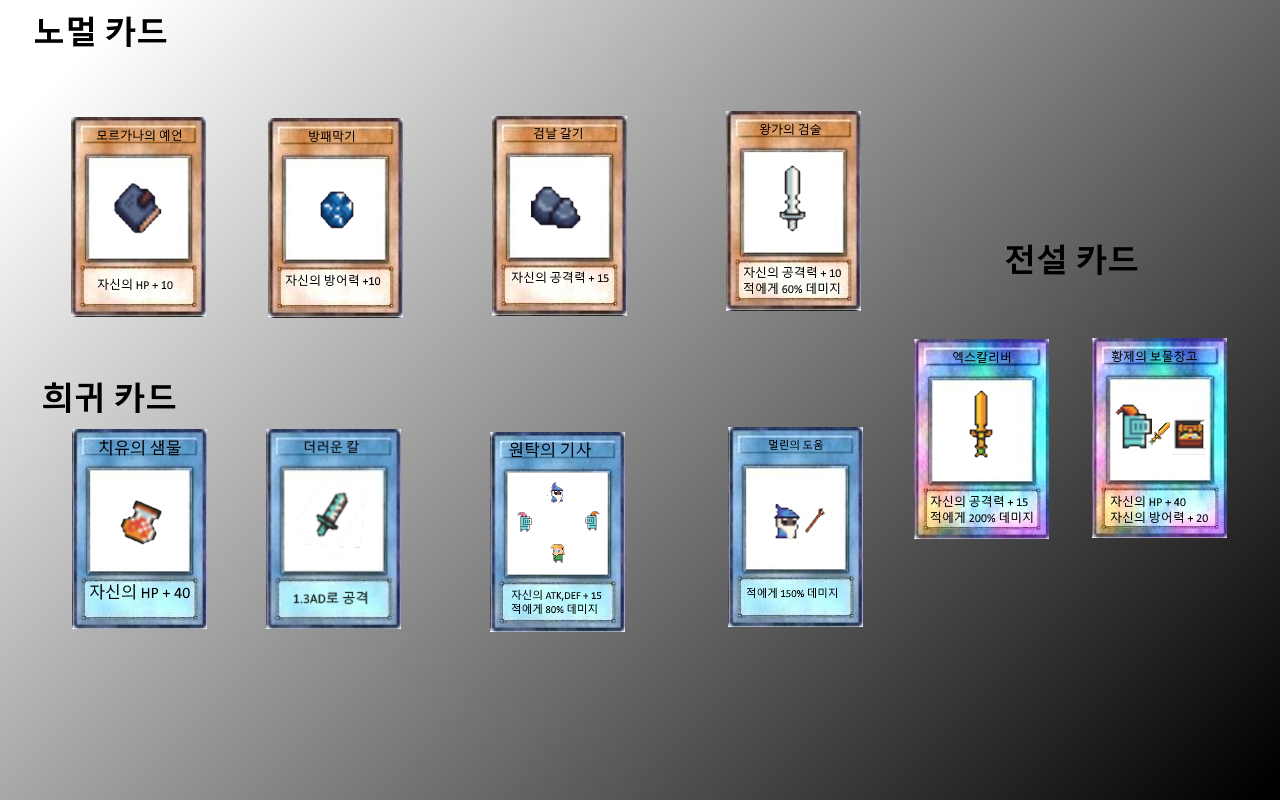 노멀 카드
모르가나의 예언
자신의 HP + 10
방패막기
자신의 방어력 +10
검날 갈기
자신의 공격력 + 15
왕가의 검술
자신의 공격력 + 10
적에게 60% 데미지
희귀 카드
치유의 샘물
자신의 HP + 40
더러운 칼
1.3AD로 공격
원탁의 기사
자신의 ATK,DEF + 15
적에게 80% 데미지
멀린의 도움
적에게 150% 데미지
전설 카드
엑스칼리버
자신의 공격력 + 15
적에게 200% 데미지
황제의 보물창고
자신의 HP + 40
자신의 방어력 + 20